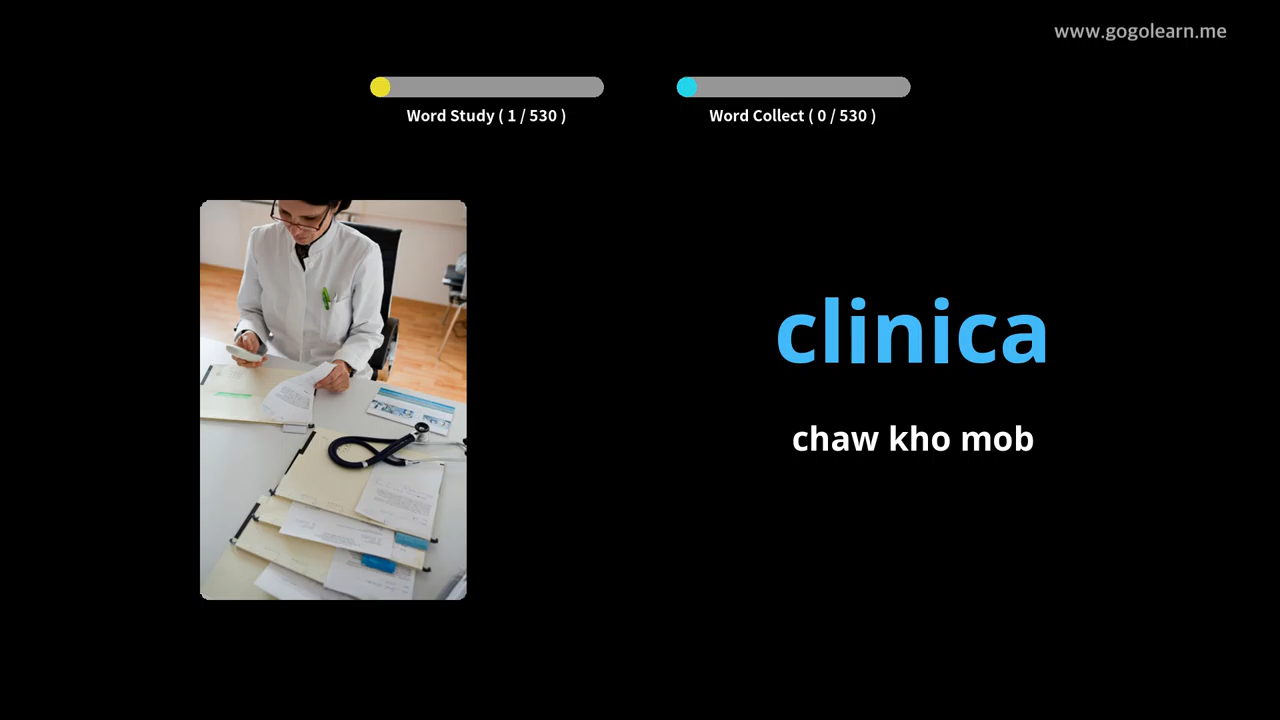 www.gogolearn.me
Word Study ( 1 / 530 )
Word Collect ( 0 / 530 )
clinica
chaw kho mob